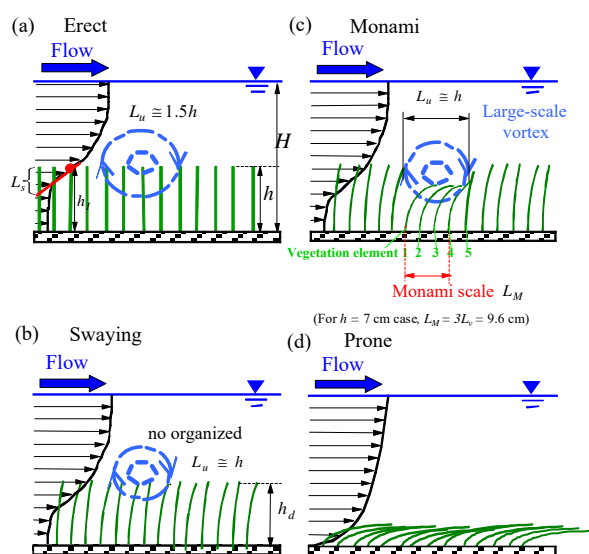 (a) Erect
Flow
L_u ≅ 1.5h
H
L_s
h_t
h
(c) Monami
Flow
L_u ≅ h
Large-scale
vortex
Vegetation element 1 2 3 4 5
Monami scale L_M
(For h = 7 cm case, L_M = 3L_v = 9.6 cm)
(b) Swaying
Flow
no organized
L_u ≅ h
h_d
(d) Prone
Flow